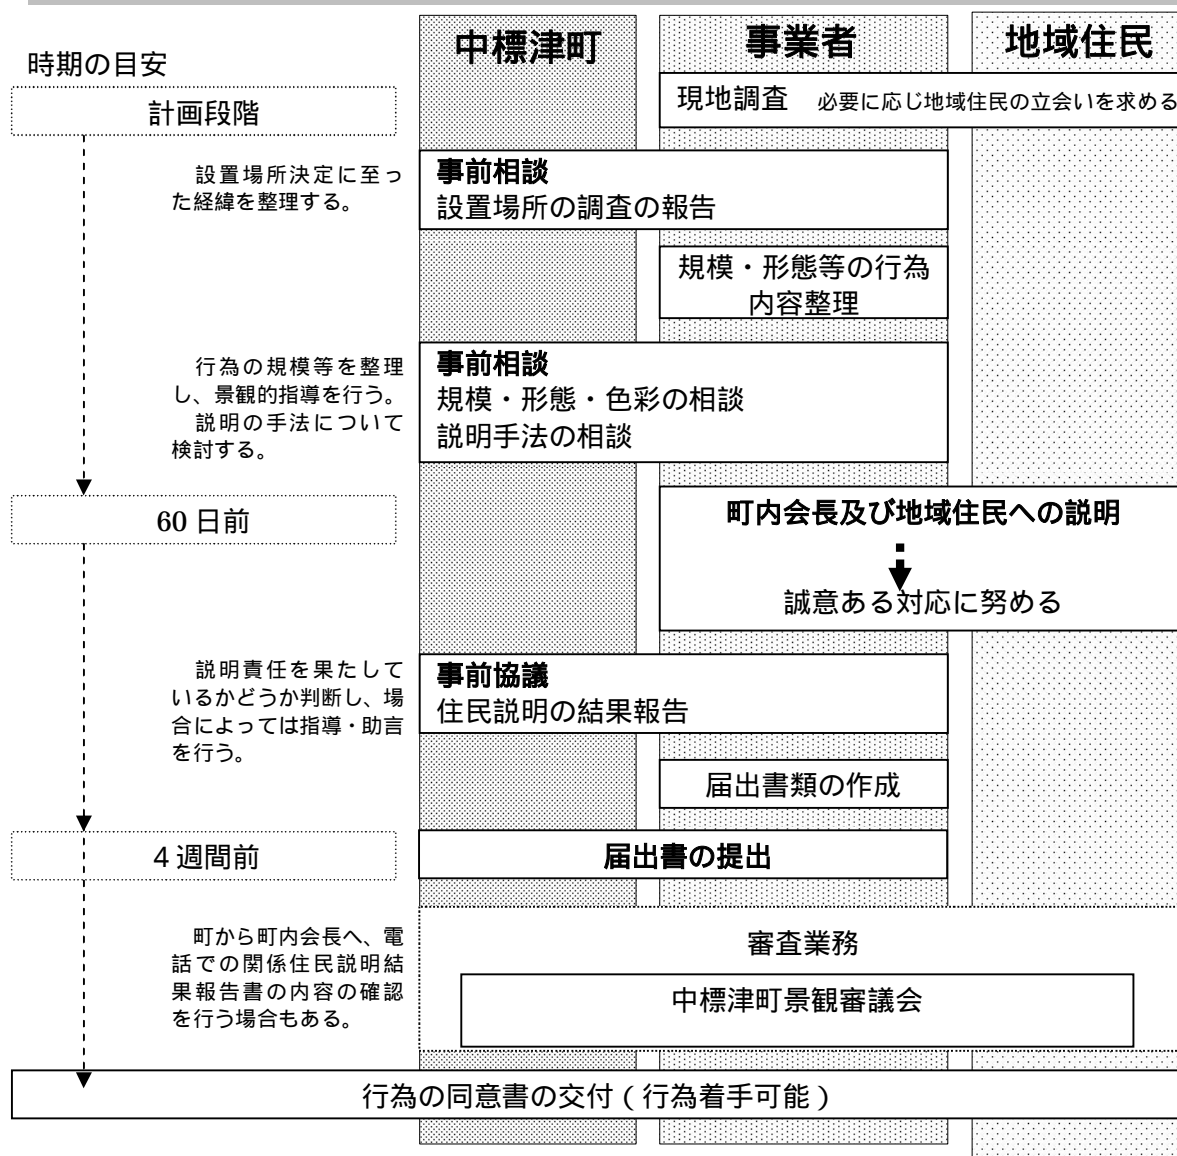 中標津町
事業者
地域住民
時期の目安
計画段階
現地調査 必要に応じ地域住民の立会いを求める
設置場所決定に至っ
た経緯を整理する。
事前相談
設置場所の調査の報告
規模・形態等の行為
内容整理
行為の規模等を整理
し、景観的指導を行う。
説明の手法について
検討する。
事前相談
規模・形態・色彩の相談
説明手法の相談
60 日前
町内会長及び地域住民への説明
誠意ある対応に努める
説明責任を果たして
いるかどうか判断し、場
合によっては指導・助言
を行う。
事前協議
住民説明の結果報告
届出書類の作成
4 週間前
届出書の提出
町から町内会長へ、電
話での関係住民説明結
果報告書の内容の確認
を行う場合もある。
審査業務
中標津町景観審議会
行為の同意書の交付(行為着手可能)